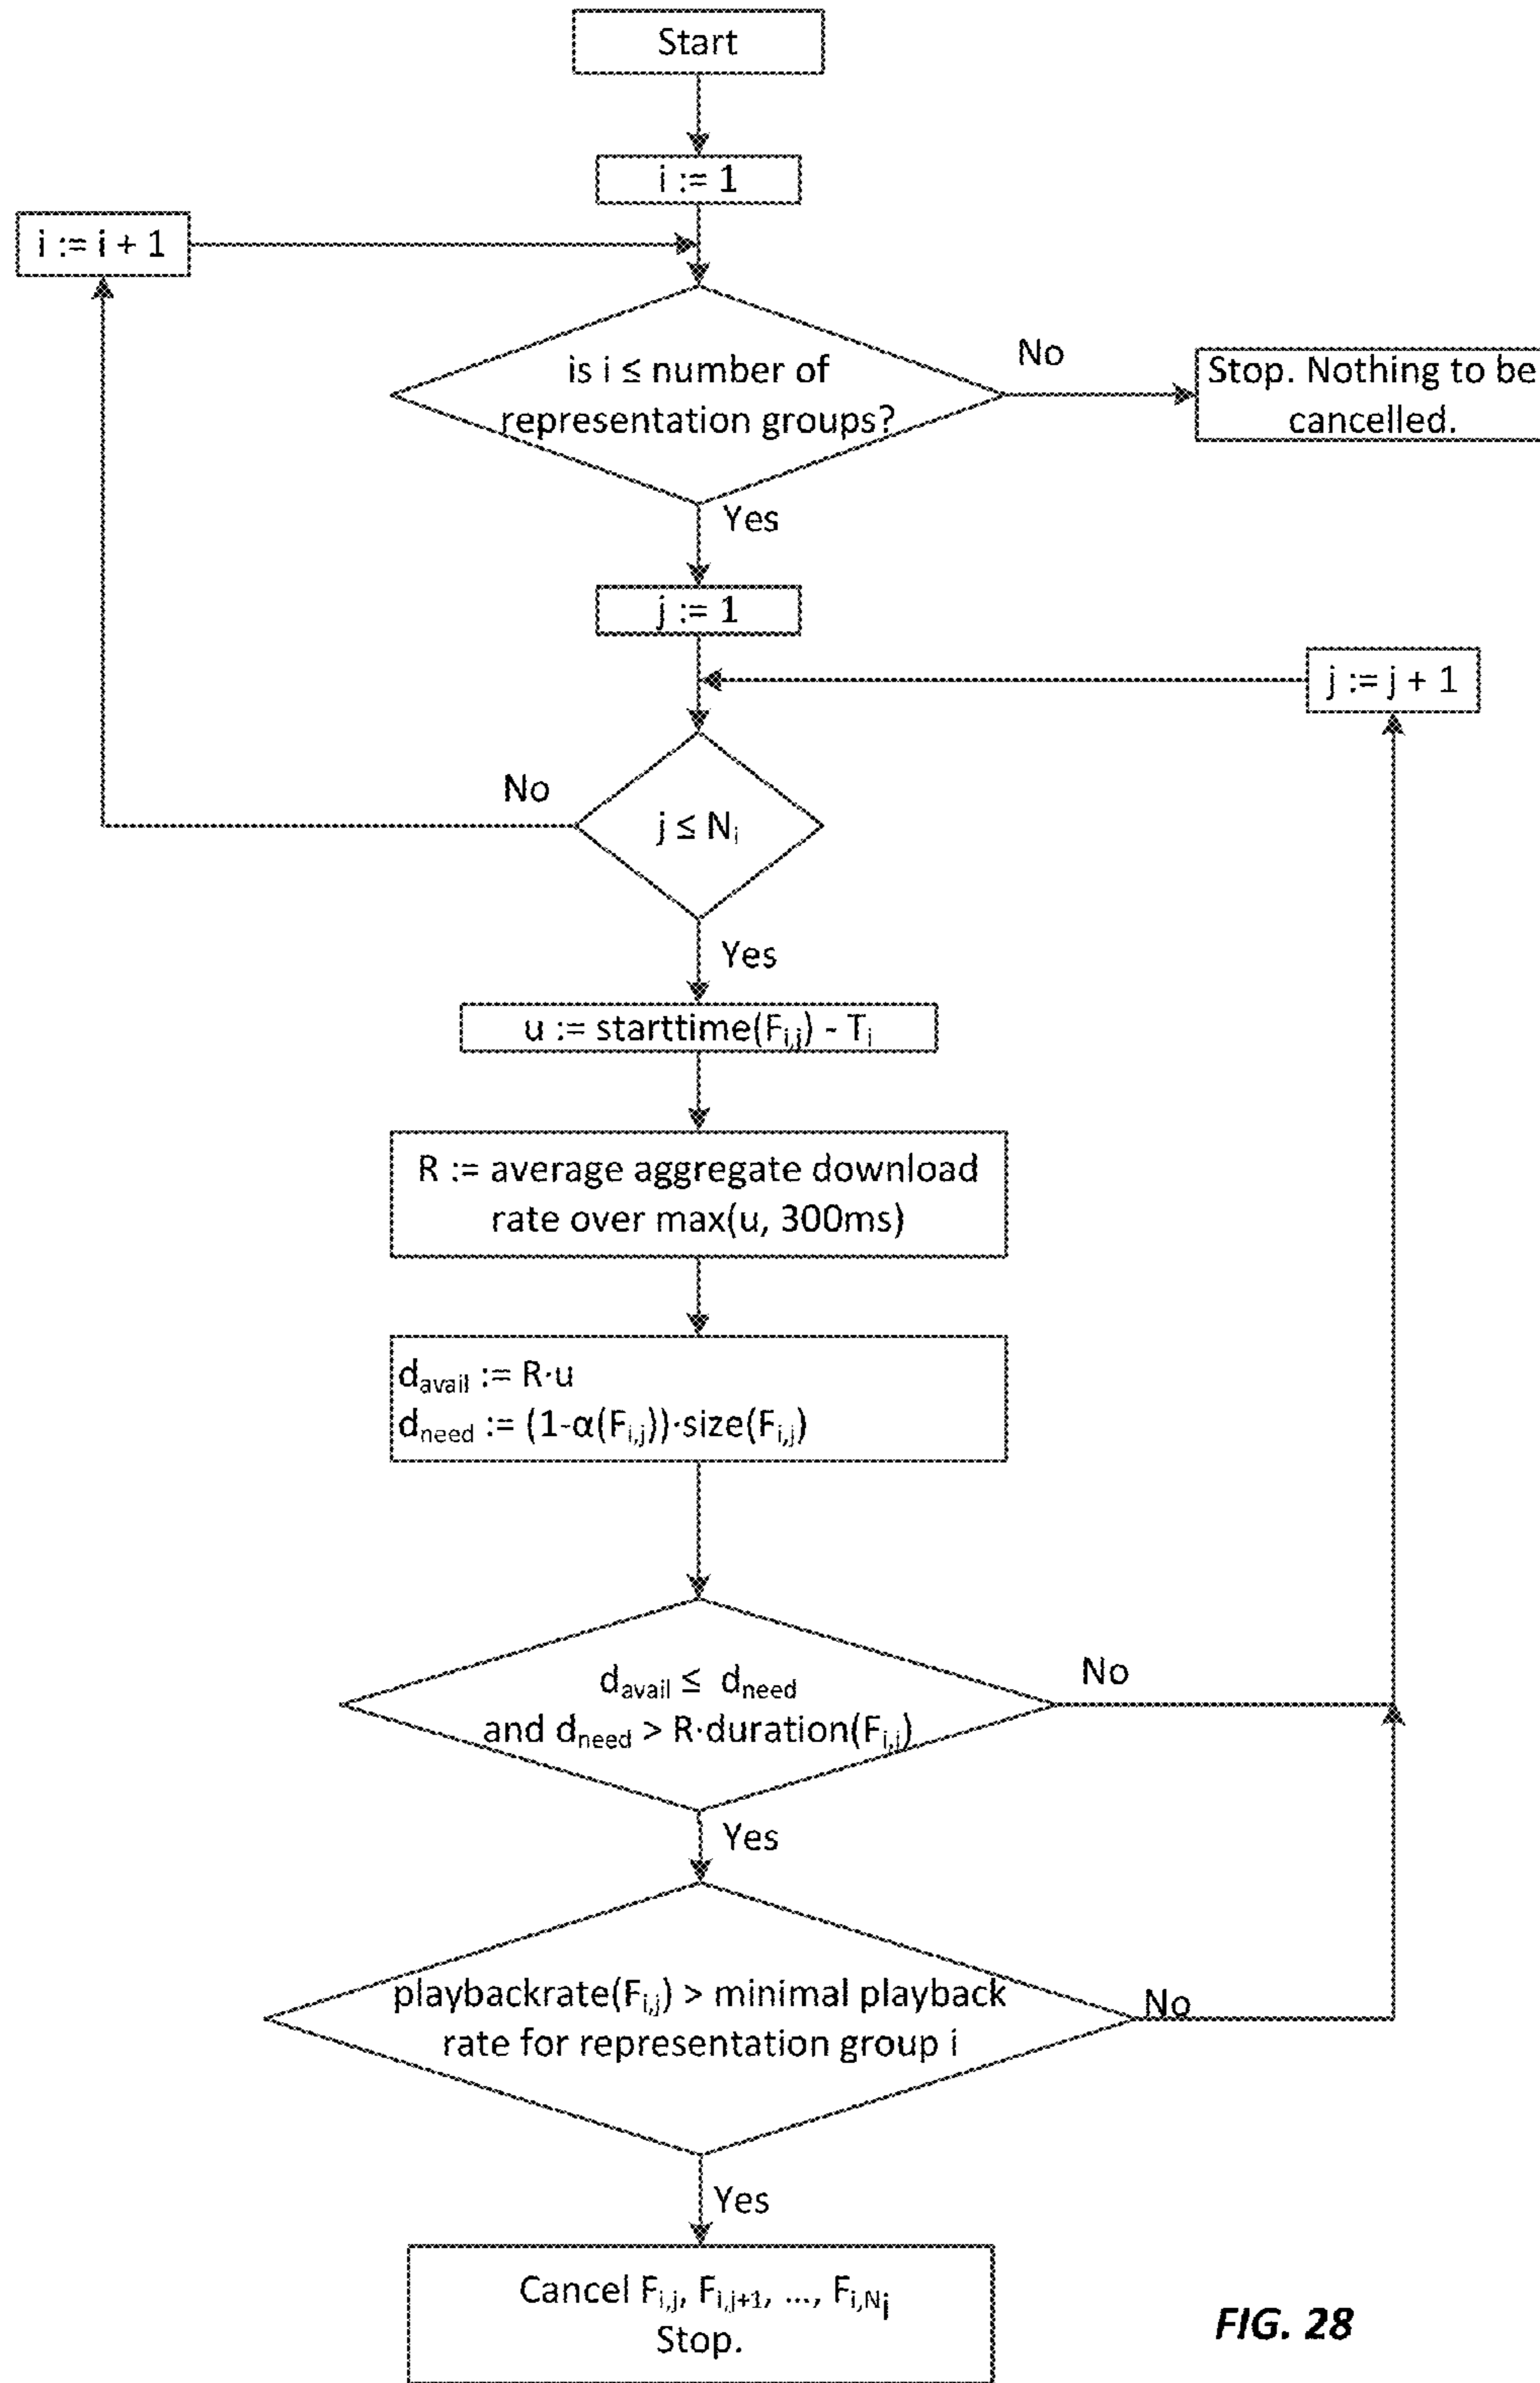 Start
i := 1
i := i + 1
is i ≤ number of
representation groups?
No
Stop. Nothing to be
cancelled.
Yes
j := 1
j := j + 1
No
j ≤ Nᵢ
Yes
u := starttime(Fᵢ,ⱼ) - Tᵢ
R := average aggregate download
rate over max(u, 300ms)
d_avail := R·u
d_need := (1-α(Fᵢ,ⱼ))·size(Fᵢ,ⱼ)
d_avail ≤ d_need
and d_need > R·duration(Fᵢ,ⱼ)
No
Yes
playbackrate(Fᵢ,ⱼ) > minimal playback
rate for representation group i
No
Yes
Cancel Fᵢ,ⱼ, Fᵢ,ⱼ₊₁, ..., Fᵢ,Nᵢ
Stop.
FIG. 28